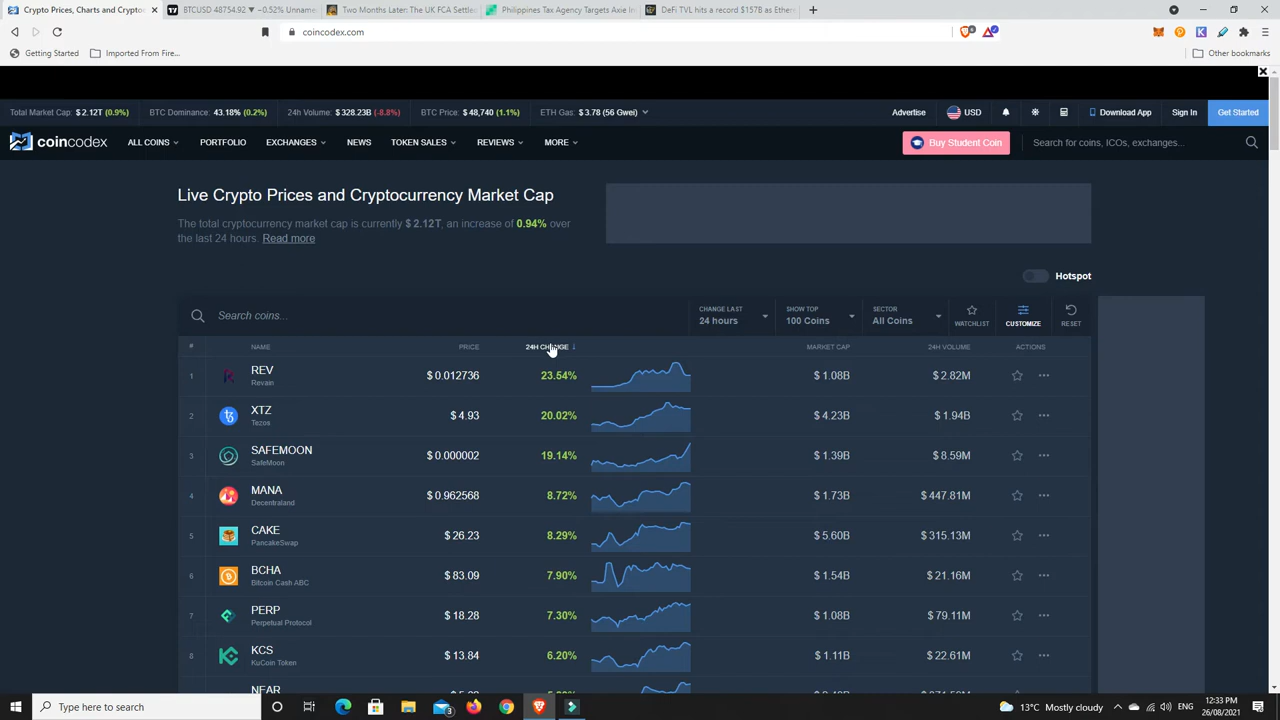 Crypto Prices, Charts and Cryptoc
BTCUSD 48754.92 ▼ −0.52% Unname
Two Months Later: The UK FCA Settle
Philippines Tax Agency Targets Axie In
DeFi TVL hits a record $157B as Ether
coincodex.com
Getting Started
Imported From Fire...
Other bookmarks
Total Market Cap: $ 2.12T (0.9%)
BTC Dominance: 43.18% (0.2%)
24h Volume: $ 328.23B (-8.8%)
BTC Price: $ 48,740 (1.1%)
ETH Gas: $ 3.78 (56 Gwei)
Advertise
USD
Download App
Sign In
Get Started
coincodex
ALL COINS
PORTFOLIO
EXCHANGES
NEWS
TOKEN SALES
REVIEWS
MORE
Buy Student Coin
Search for coins, ICOs, exchanges...
Live Crypto Prices and Cryptocurrency Market Cap
The total cryptocurrency market cap is currently $ 2.12T, an increase of 0.94% over
the last 24 hours. Read more
Hotspot
Search coins...
CHANGE LAST
24 hours
SHOW TOP
100 Coins
SECTOR
All Coins
WATCHLIST
CUSTOMIZE
RESET
# NAME PRICE 24H CHANGE ↓ MARKET CAP 24H VOLUME ACTIONS
1 REV $ 0.012736 23.54% $ 1.08B $ 2.82M
Revain
2 XTZ $ 4.93 20.02% $ 4.23B $ 1.94B
Tezos
3 SAFEMOON $ 0.000002 19.14% $ 1.39B $ 8.59M
SafeMoon
4 MANA $ 0.962568 8.72% $ 1.73B $ 447.81M
Decentraland
5 CAKE $ 26.23 8.29% $ 5.60B $ 315.13M
PancakeSwap
6 BCHA $ 83.09 7.90% $ 1.54B $ 21.16M
Bitcoin Cash ABC
7 PERP $ 18.28 7.30% $ 1.08B $ 79.11M
Perpetual Protocol
8 KCS $ 13.84 6.20% $ 1.11B $ 22.61M
KuCoin Token
NEAR
Type here to search
13°C Mostly cloudy
ENG
12:33 PM
26/08/2021